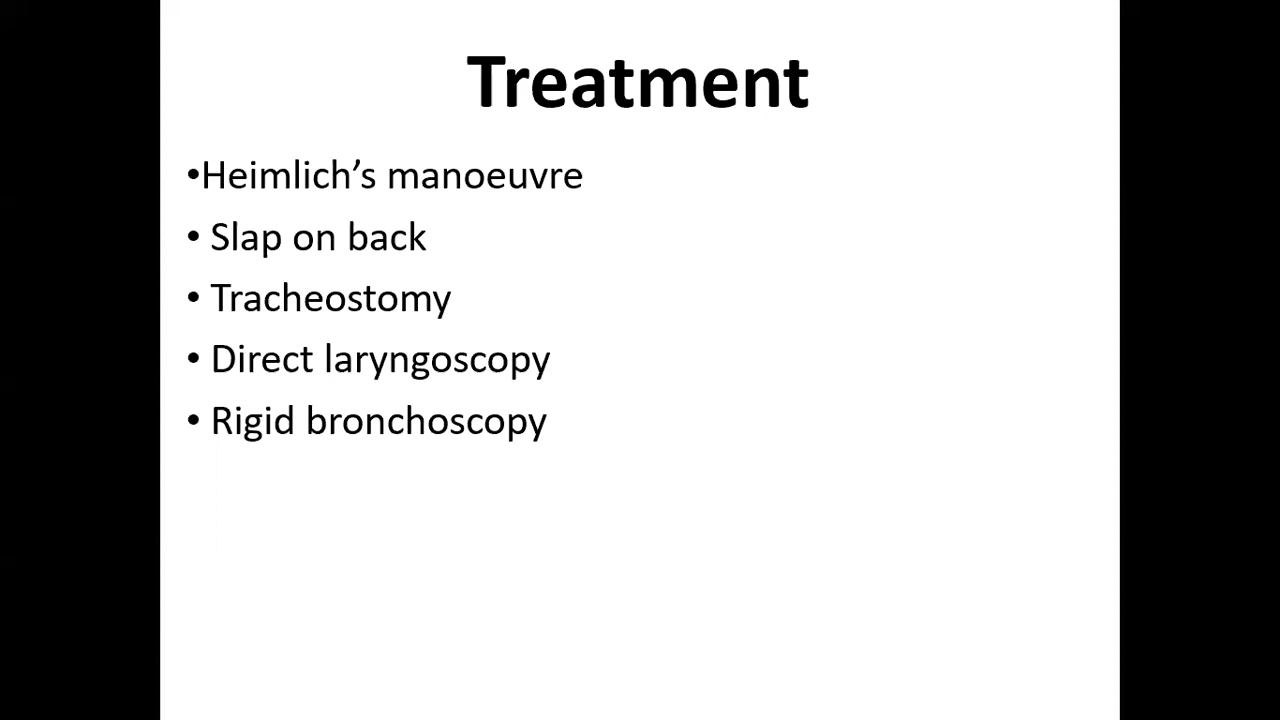 Treatment
•Heimlich’s manoeuvre
• Slap on back
• Tracheostomy
• Direct laryngoscopy
• Rigid bronchoscopy